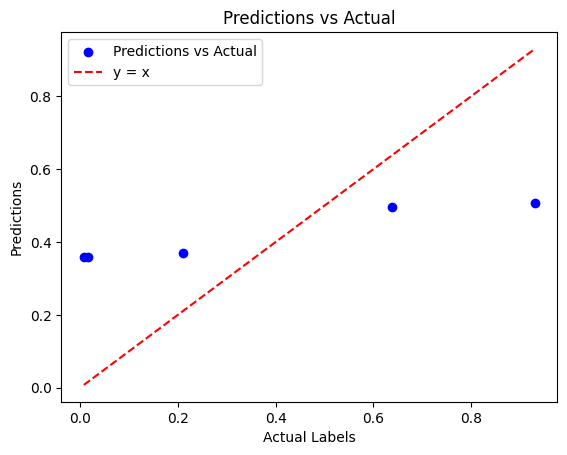 Predictions vs Actual
Predictions vs Actual
y = x
0.8
0.6
0.4
0.2
0.0
Predictions
0.0 0.2 0.4 0.6 0.8
Actual Labels